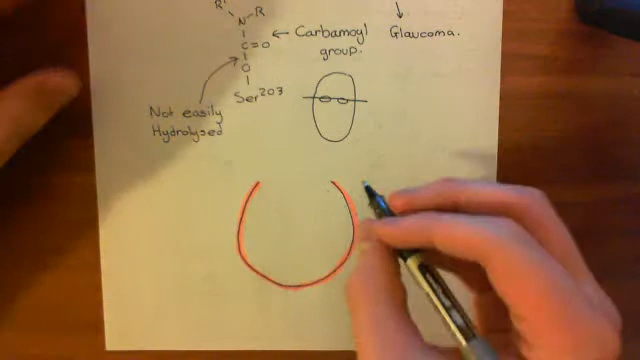 R' R
N
C=O ← Carbamoyl group.
O
Ser203
Not easily
Hydrolysed
Glaucoma.